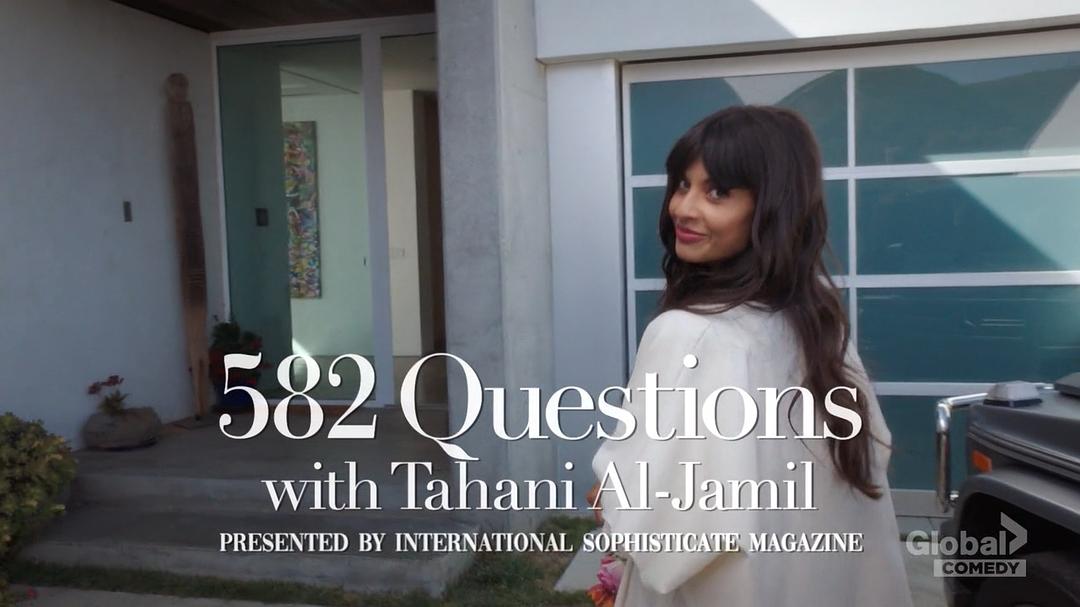 582 Questions
with Tahani Al-Jamil
PRESENTED BY INTERNATIONAL SOPHISTICATE MAGAZINE
Global
COMEDY